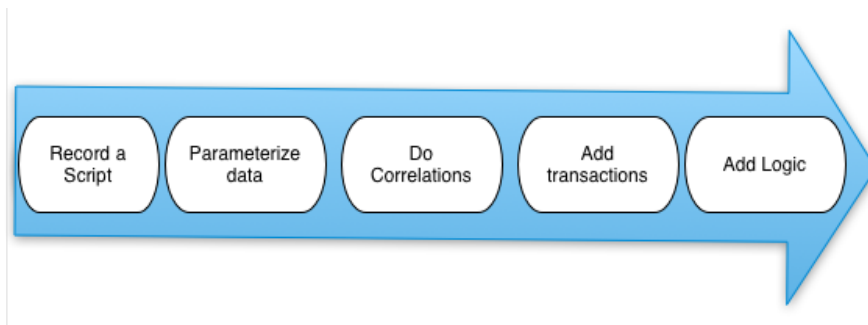 Record a
Script
Parameterize
data
Do
Correlations
Add
transactions
Add Logic